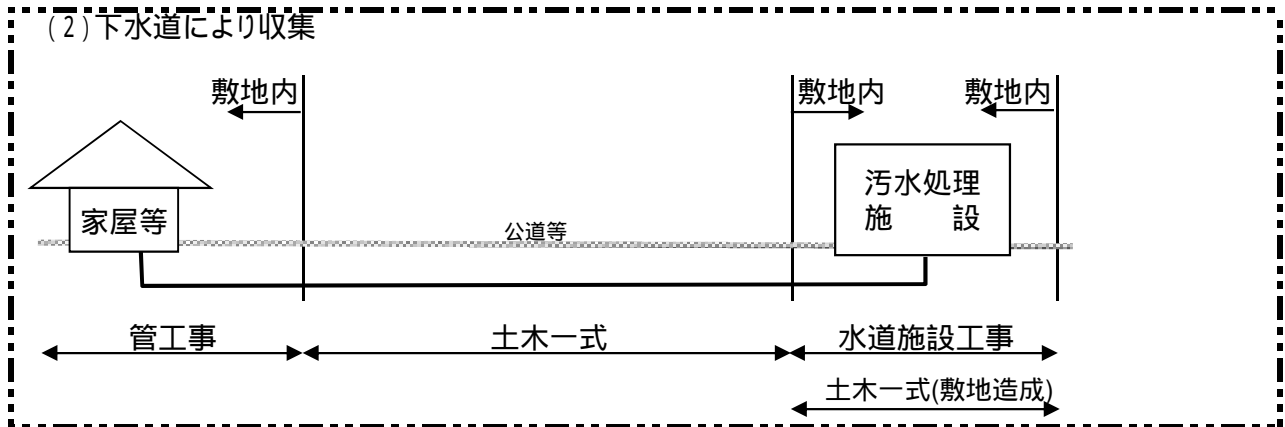 (2)下水道により収集
敷地内 敷地内 敷地内
家屋等
汚水処理
施　設
公道等
管工事 土木一式 水道施設工事
土木一式(敷地造成)